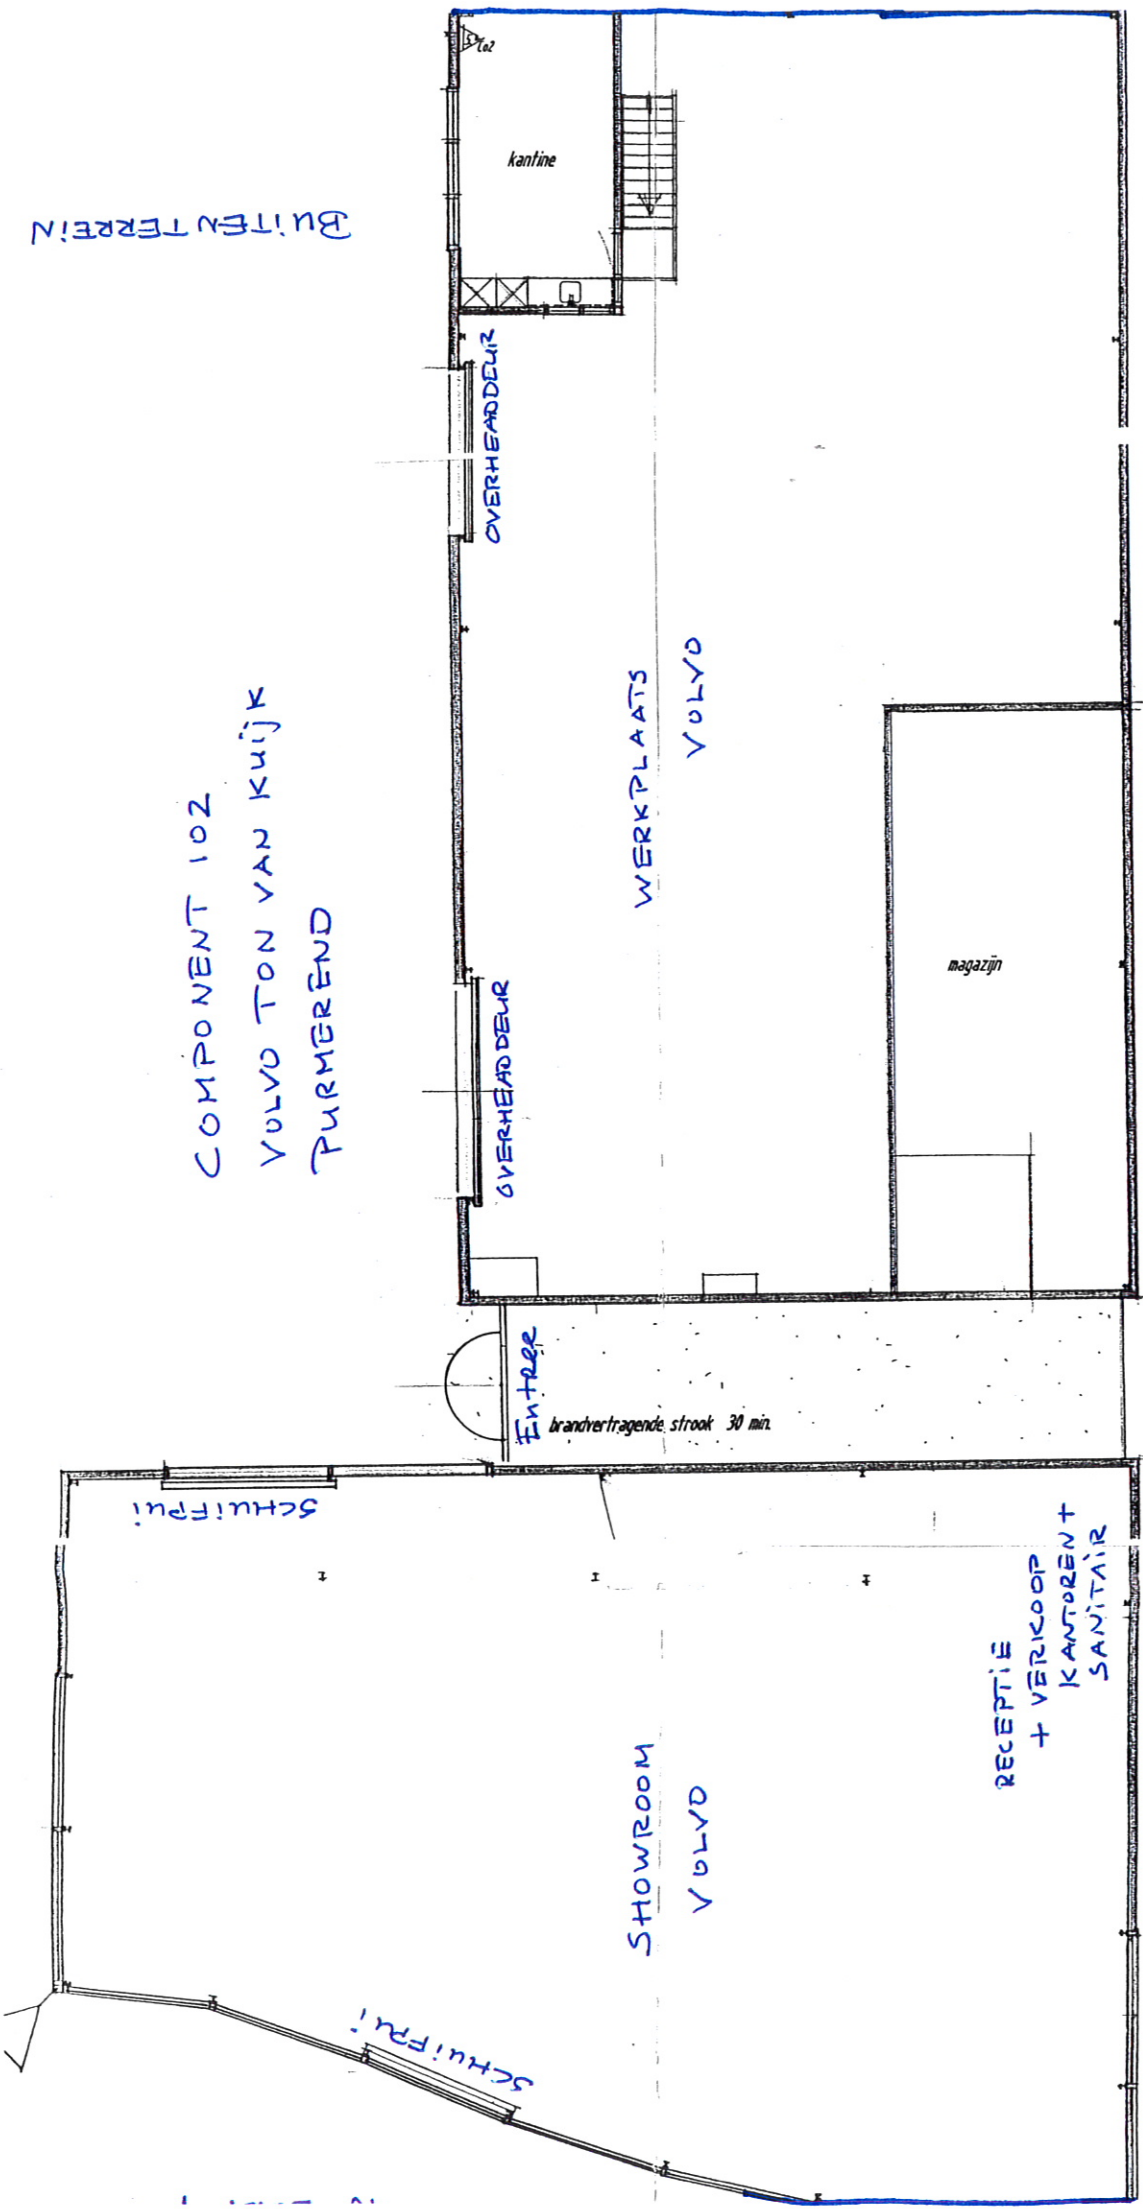 BUITENTERREIN
Co2
kantine
OVERHEADDEUR
COMPONENT 102
VOLVO TON VAN KUIJK
PURMEREND
WERKPLAATS
VOLVO
magazijn
OVERHEADDEUR
Entree
brandvertragende strook 30 min.
SCHUIFPUI
RECEPTIE
+ VERKOOP
KANTOREN +
SANITAIR
SHOWROOM
VOLVO
SCHUIFPUI